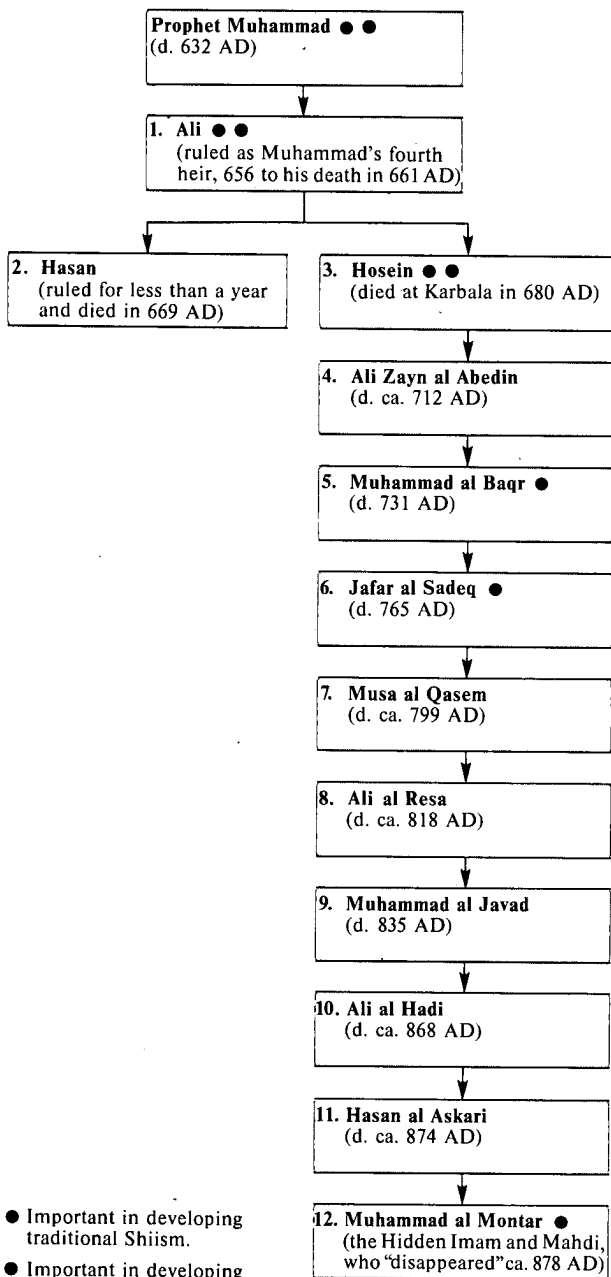 Prophet Muhammad ● ●
(d. 632 AD)
1. Ali ● ●
(ruled as Muhammad's fourth
heir, 656 to his death in 661 AD)
2. Hasan
(ruled for less than a year
and died in 669 AD)
3. Hosein ● ●
(died at Karbala in 680 AD)
4. Ali Zayn al Abedin
(d. ca. 712 AD)
5. Muhammad al Baqr ●
(d. 731 AD)
6. Jafar al Sadeq ●
(d. 765 AD)
7. Musa al Qasem
(d. ca. 799 AD)
8. Ali al Resa
(d. ca. 818 AD)
9. Muhammad al Javad
(d. 835 AD)
10. Ali al Hadi
(d. ca. 868 AD)
11. Hasan al Askari
(d. ca. 874 AD)
12. Muhammad al Montar ●
(the Hidden Imam and Mahdi,
who "disappeared" ca. 878 AD)
● Important in developing
traditional Shiism.
● Important in developing